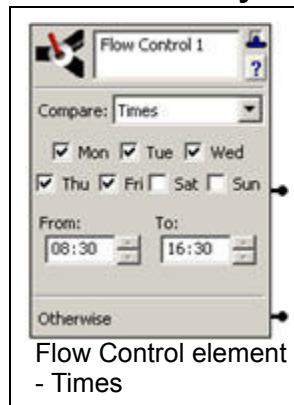 Flow Control 1
?
Compare: Times
Mon Tue Wed
Thu Fri Sat Sun
From: To:
08:30 16:30
Otherwise
Flow Control element
- Times